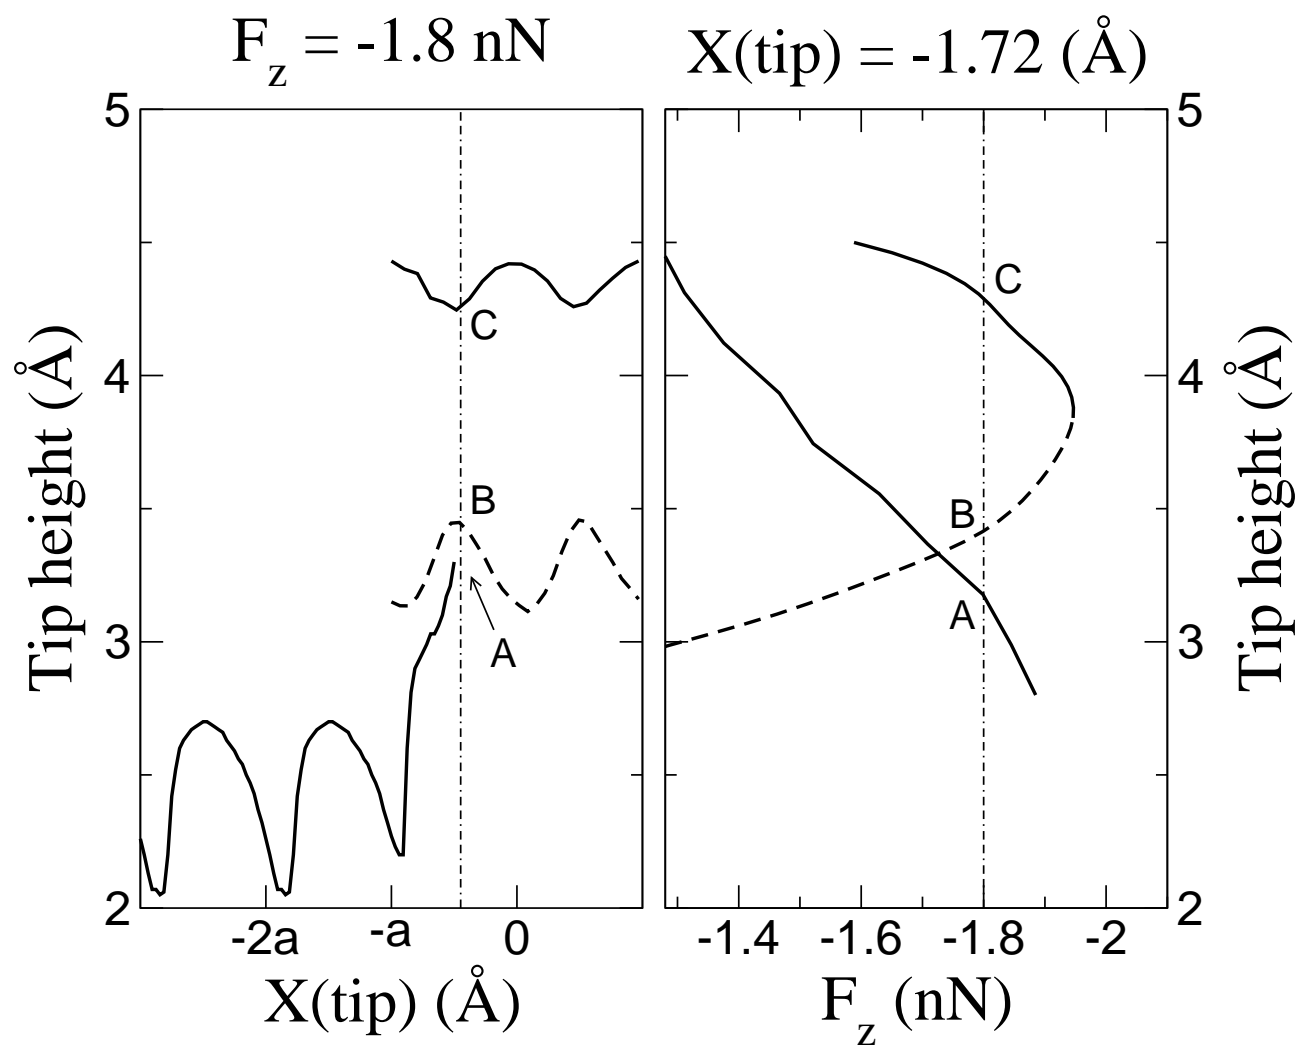 F_z = -1.8 nN
X(tip) = -1.72 (Å)
Tip height (Å)
5
4
3
2
C
B
A
-2a
-a
0
X(tip) (Å)
C
B
A
-1.4
-1.6
-1.8
-2
F_z (nN)
5
4
3
2
Tip height (Å)